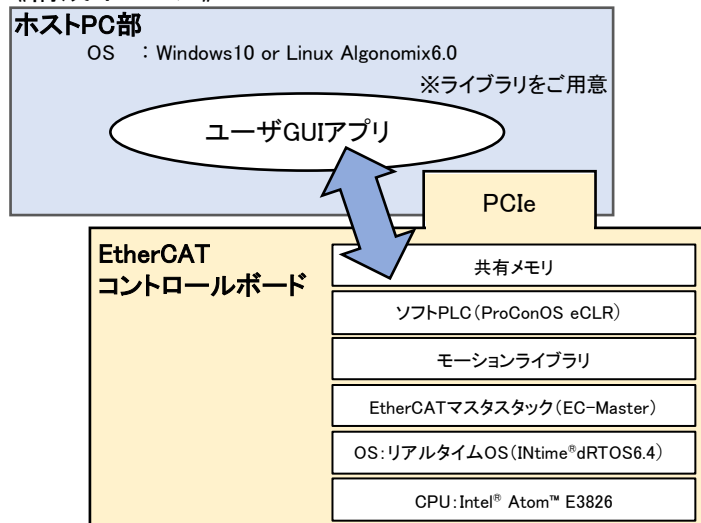 ホストPC部
OS ：Windows10 or Linux Algonomix6.0
※ライブラリをご用意
ユーザGUIアプリ
PCIe
EtherCAT
コントロールボード
共有メモリ
ソフトPLC（ProConOS eCLR）
モーションライブラリ
EtherCATマスタスタック（EC-Master）
OS：リアルタイムOS（INtime®dRTOS6.4）
CPU：Intel® Atom™ E3826